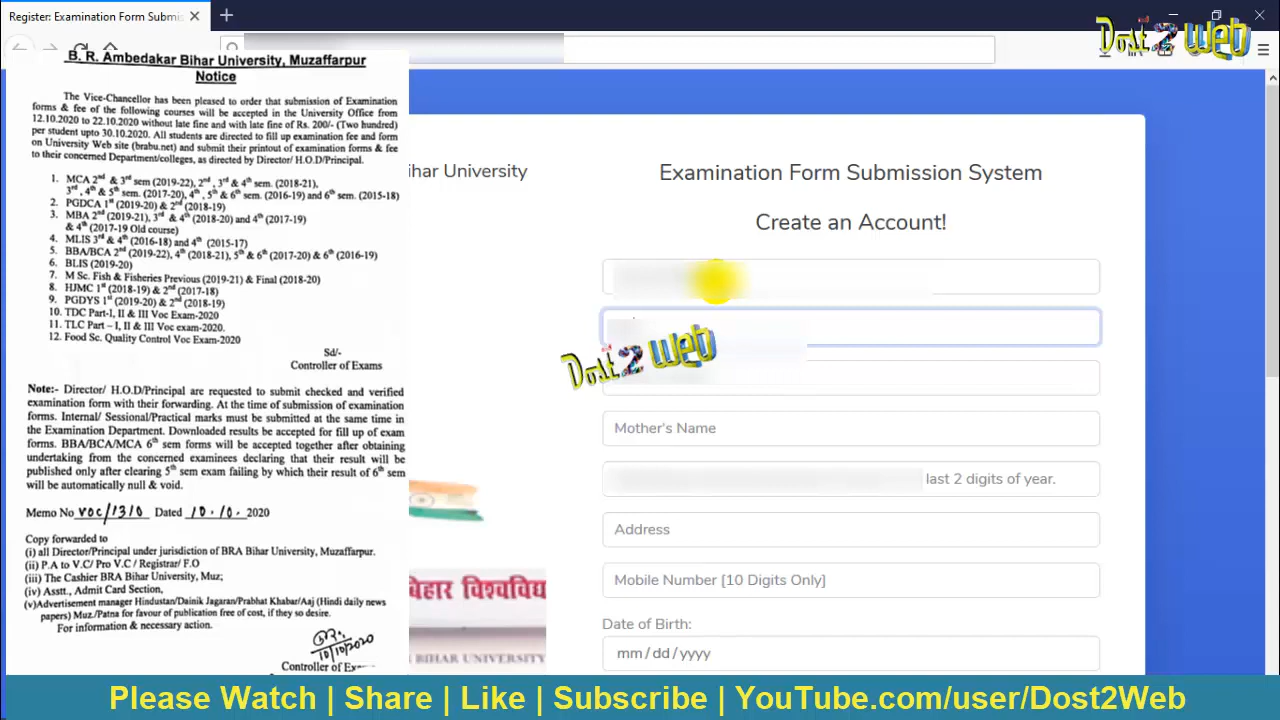 Register: Examination Form Submis
Dost 2 Web
B. R. Ambedakar Bihar University, Muzaffarpur
Notice
The Vice-Chancellor has been pleased to order that submission of Examination
forms & fee of the following courses will be accepted in the University Office from
12.10.2020 to 22.10.2020 without late fine and with late fine of Rs. 200/- (Two hundred)
per student upto 30.10.2020. All students are directed to fill up examination fee and form
on University Web site (brabu.net) and submit their printout of examination forms & fee
to their concerned Department/colleges, as directed by Director/ H.O.D/Principal.
1. MCA 2nd & 3rd sem (2019-22), 2nd, 3rd & 4th sem. (2018-21),
3rd, 4th & 5th sem. (2017-20), 4th, 5th & 6th sem. (2016-19) and 6th sem. (2015-18)
2. PGDCA 1st (2019-20) & 2nd (2018-19)
3. MBA 2nd (2019-21), 3rd & 4th (2018-20) and 4th (2017-19)
& 4th (2017-19 Old course)
4. MLIS 3rd & 4th (2016-18) and 4th (2015-17)
5. BBA/BCA 2nd (2019-22), 4th (2018-21), 5th & 6th (2017-20) & 6th (2016-19)
6. BLIS (2019-20)
7. M Sc. Fish & Fisheries Previous (2019-21) & Final (2018-20)
8. HJMC 1st (2018-19) & 2nd (2017-18)
9. PGDYS 1st (2019-20) & 2nd (2018-19)
10. TDC Part-I, II & III Voc Exam-2020
11. TLC Part – I, II & III Voc exam-2020.
12. Food Sc. Quality Control Voc Exam-2020
Sd/-
Controller of Exams
Note:- Director/ H.O.D/Principal are requested to submit checked and verified
examination form with their forwarding. At the time of submission of examination
forms. Internal/ Sessional/Practical marks must be submitted at the same time in
the Examination Department. Downloaded results be accepted for fill up of exam
forms. BBA/BCA/MCA 6th sem forms will be accepted together after obtaining
undertaking from the concerned examinees declaring that their result will be
published only after clearing 5th sem exam failing by which their result of 6th sem
will be automatically null & void.
Memo No VOC/1310 Dated 10.10. 2020
Copy forwarded to
(i) all Director/Principal under jurisdiction of BRA Bihar University, Muzaffarpur.
(ii) P.A to V.C/ Pro V.C / Registrar/ F.O
(iii) The Cashier BRA Bihar University, Muz;
(iv) Asstt., Admit Card Section,
(v)Advertisement manager Hindustan/Dainik Jagaran/Prabhat Khabar/Aaj (Hindi daily news
papers) Muz./Patna for favour of publication free of cost, if they so desire.
For information & necessary action.
10/10/2020
Controller of Exam
ihar University
बिहार विश्वविद्य
BIHAR UNIVERSITY
Examination Form Submission System
Create an Account!
Dost 2 Web
Mother's Name
last 2 digits of year.
Address
Mobile Number [10 Digits Only]
Date of Birth:
mm / dd / yyyy
Please Watch | Share | Like | Subscribe | YouTube.com/user/Dost2Web